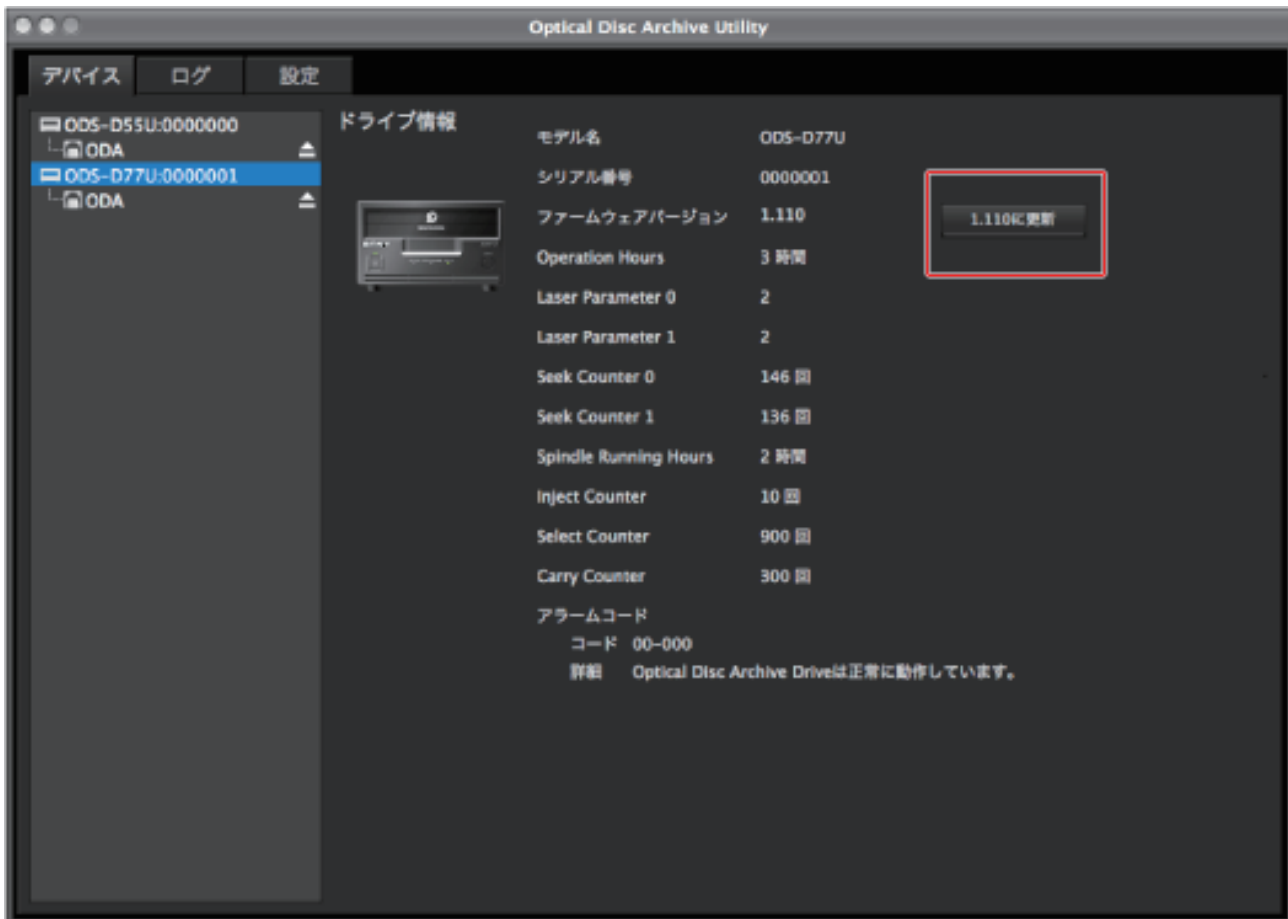 Optical Disc Archive Utility
デバイス ログ 設定
ODS-D55U:0000000
ODA
ODS-D77U:0000001
ODA
ドライブ情報
モデル名 ODS-D77U
シリアル番号 0000001
ファームウェアバージョン 1.110 1.110に更新
Operation Hours 3 時間
Laser Parameter 0 2
Laser Parameter 1 2
Seek Counter 0 146 回
Seek Counter 1 136 回
Spindle Running Hours 2 時間
Inject Counter 10 回
Select Counter 900 回
Carry Counter 300 回
アラームコード
コード 00-000
詳細 Optical Disc Archive Driveは正常に動作しています。